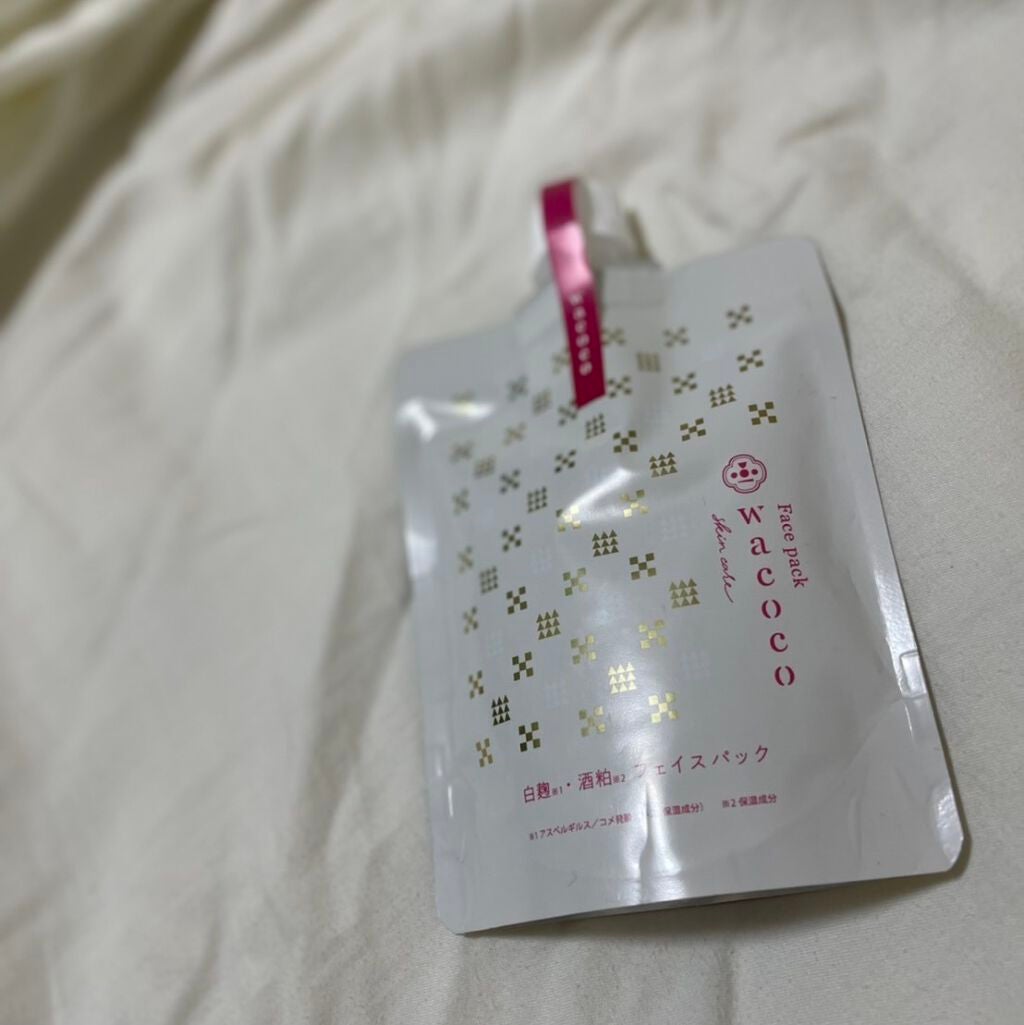 wacoco
Face pack
wacoco
skin care
白麹※1・酒粕※2 フェイスパック
※1 アスペルギルス/コメ発酵 保湿成分) ※2 保湿成分